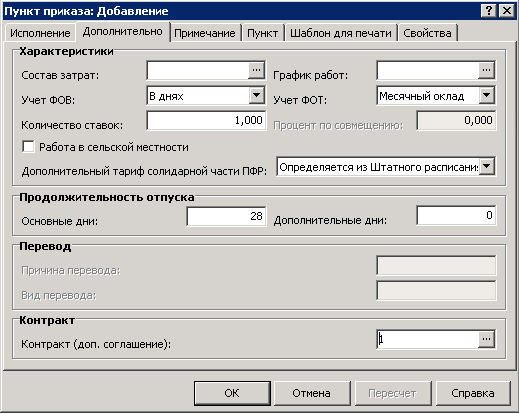 Пункт приказа: Добавление
Исполнение Дополнительно Примечание Пункт Шаблон для печати Свойства
Характеристики
Состав затрат: ... График работ: ...
Учет ФОВ: В днях Учет ФОТ: Месячный оклад
Количество ставок: 1,000 Процент по совмещению: 0,000
Работа в сельской местности
Дополнительный тариф солидарной части ПФР: Определяется из Штатного расписания
Продолжительность отпуска
Основные дни: 28 Дополнительные дни: 0
Перевод
Причина перевода:
Вид перевода:
Контракт
Контракт (доп. соглашение): 1 ...
ОК Отмена Пересчет Справка